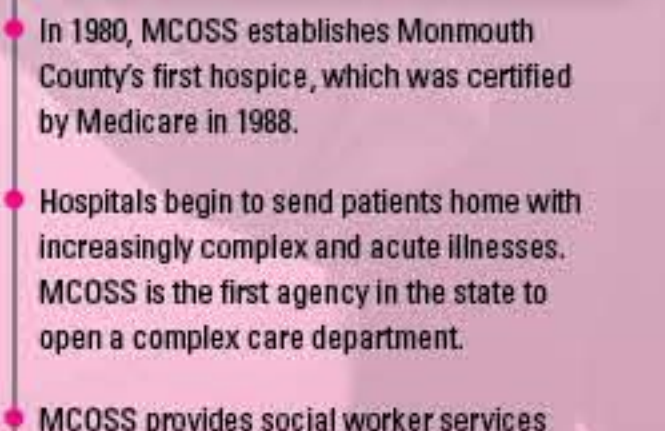 In 1980, MCOSS establishes Monmouth
County's first hospice, which was certified
by Medicare in 1988.
Hospitals begin to send patients home with
increasingly complex and acute illnesses.
MCOSS is the first agency in the state to
open a complex care department.
MCOSS provides social worker services